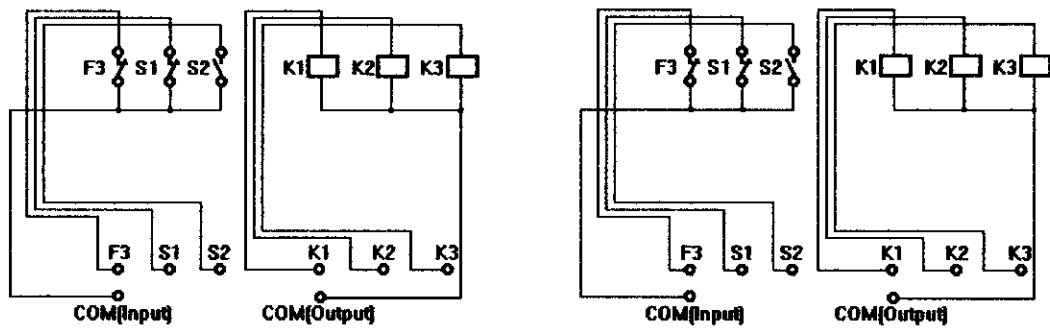 F3 S1 S2 K1 K2 K3 F3 S1 S2 K1 K2 K3
F3 S1 S2 K1 K2 K3 F3 S1 S2 K1 K2 K3
COM(Input) COM(Output) COM(Input) COM(Output)